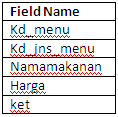 Field Name
Kd_menu
Kd_jns_menu
Namamakanan
Harga
ket